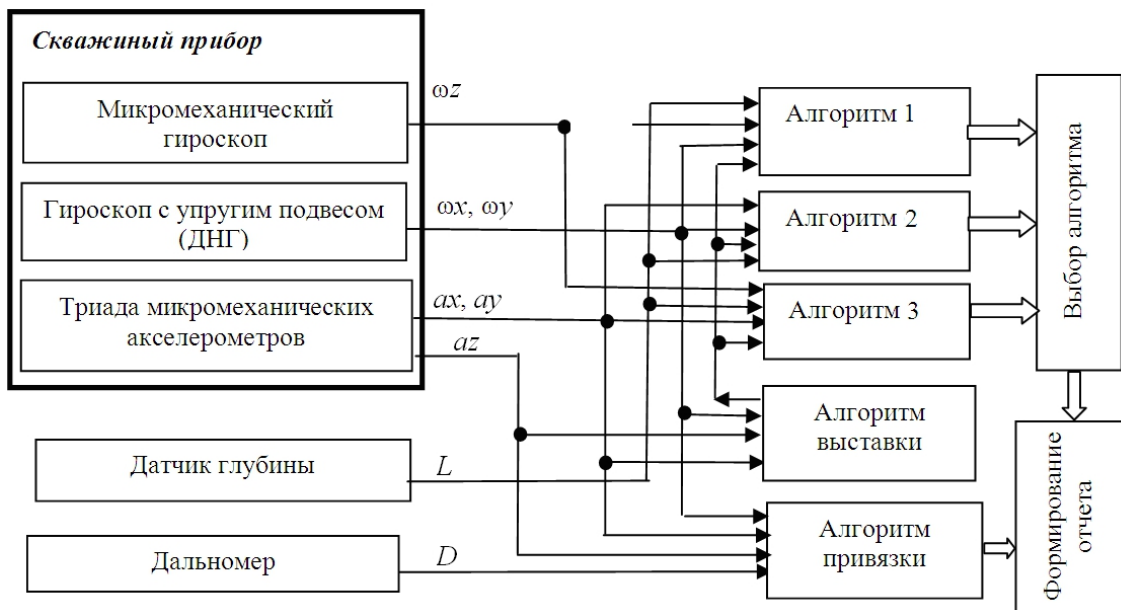 Скважиный прибор
Микромеханический
гироскоп
ωz
Гироскоп с упругим подвесом
(ДНГ)
ωx, ωy
Триада микромеханических
акселерометров
ax, ay
az
Датчик глубины
L
Дальномер
D
Алгоритм 1
Алгоритм 2
Алгоритм 3
Алгоритм
выставки
Алгоритм
привязки
Выбор алгоритма
Формирование
отчета